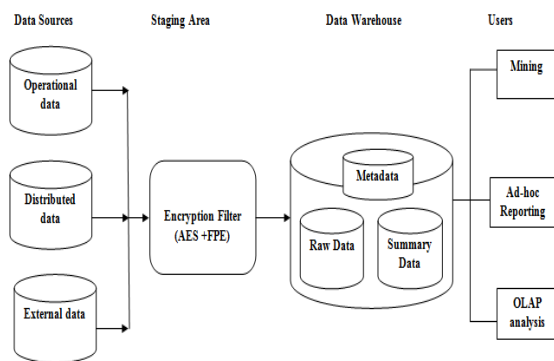 Data Sources
Staging Area
Data Warehouse
Users
Operational
data
Distributed
data
External data
Encryption Filter
(AES +FPE)
Metadata
Raw Data
Summary
Data
Mining
Ad-hoc
Reporting
OLAP
analysis